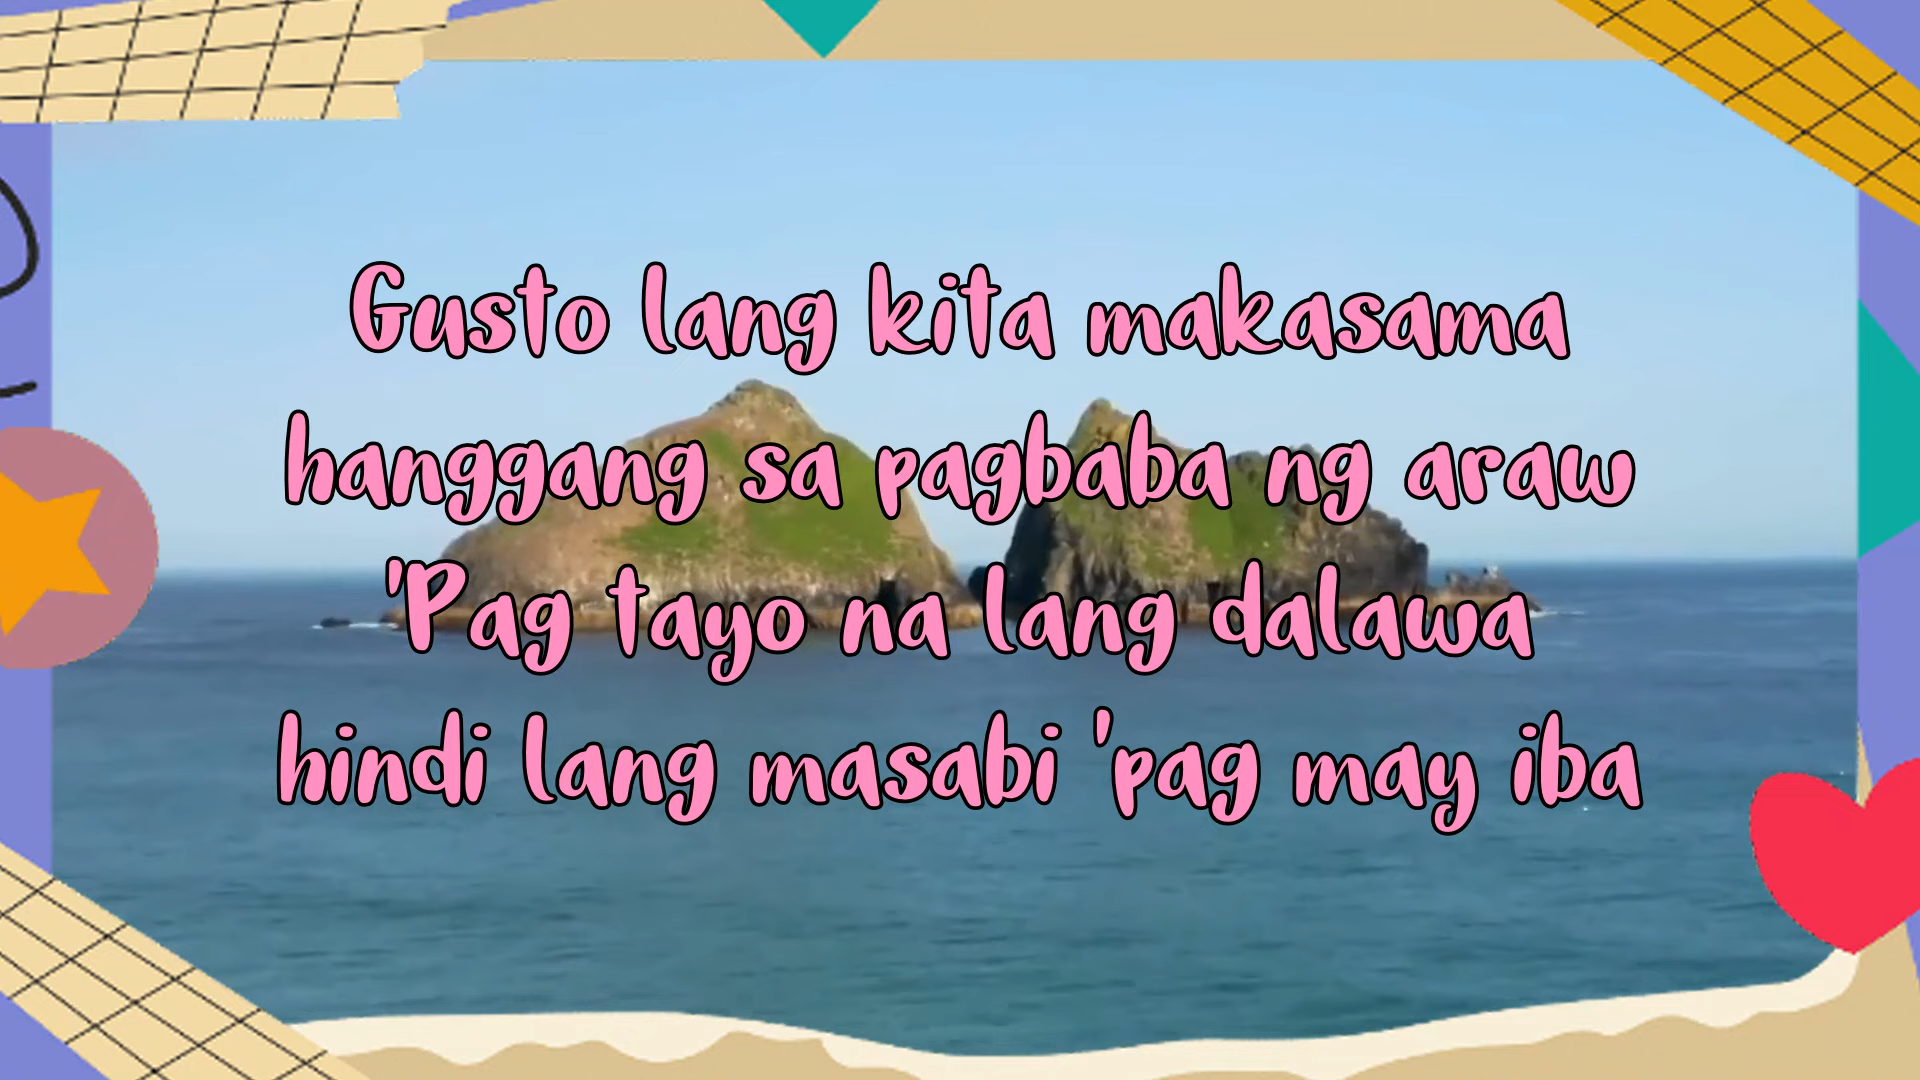 Gusto lang kita makasama
hanggang sa pagbaba ng araw
'Pag tayo na lang dalawa
hindi lang masabi 'pag may iba